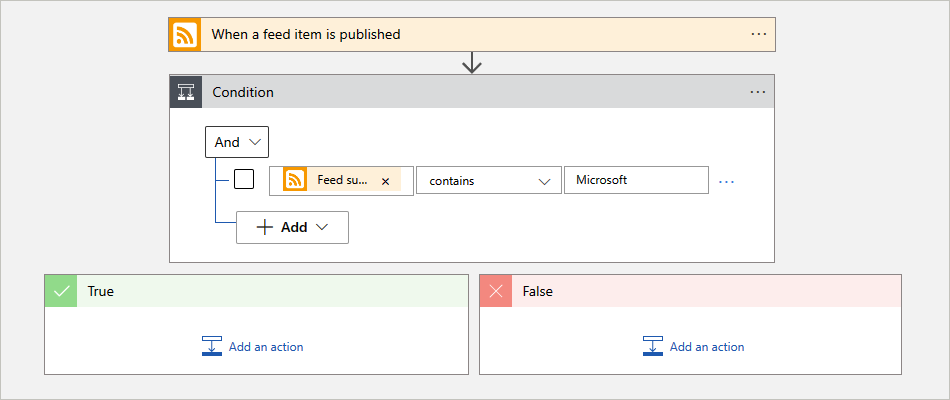 When a feed item is published ...
Condition ...
And
Feed su... × contains Microsoft ...
+ Add
True
False
Add an action
Add an action